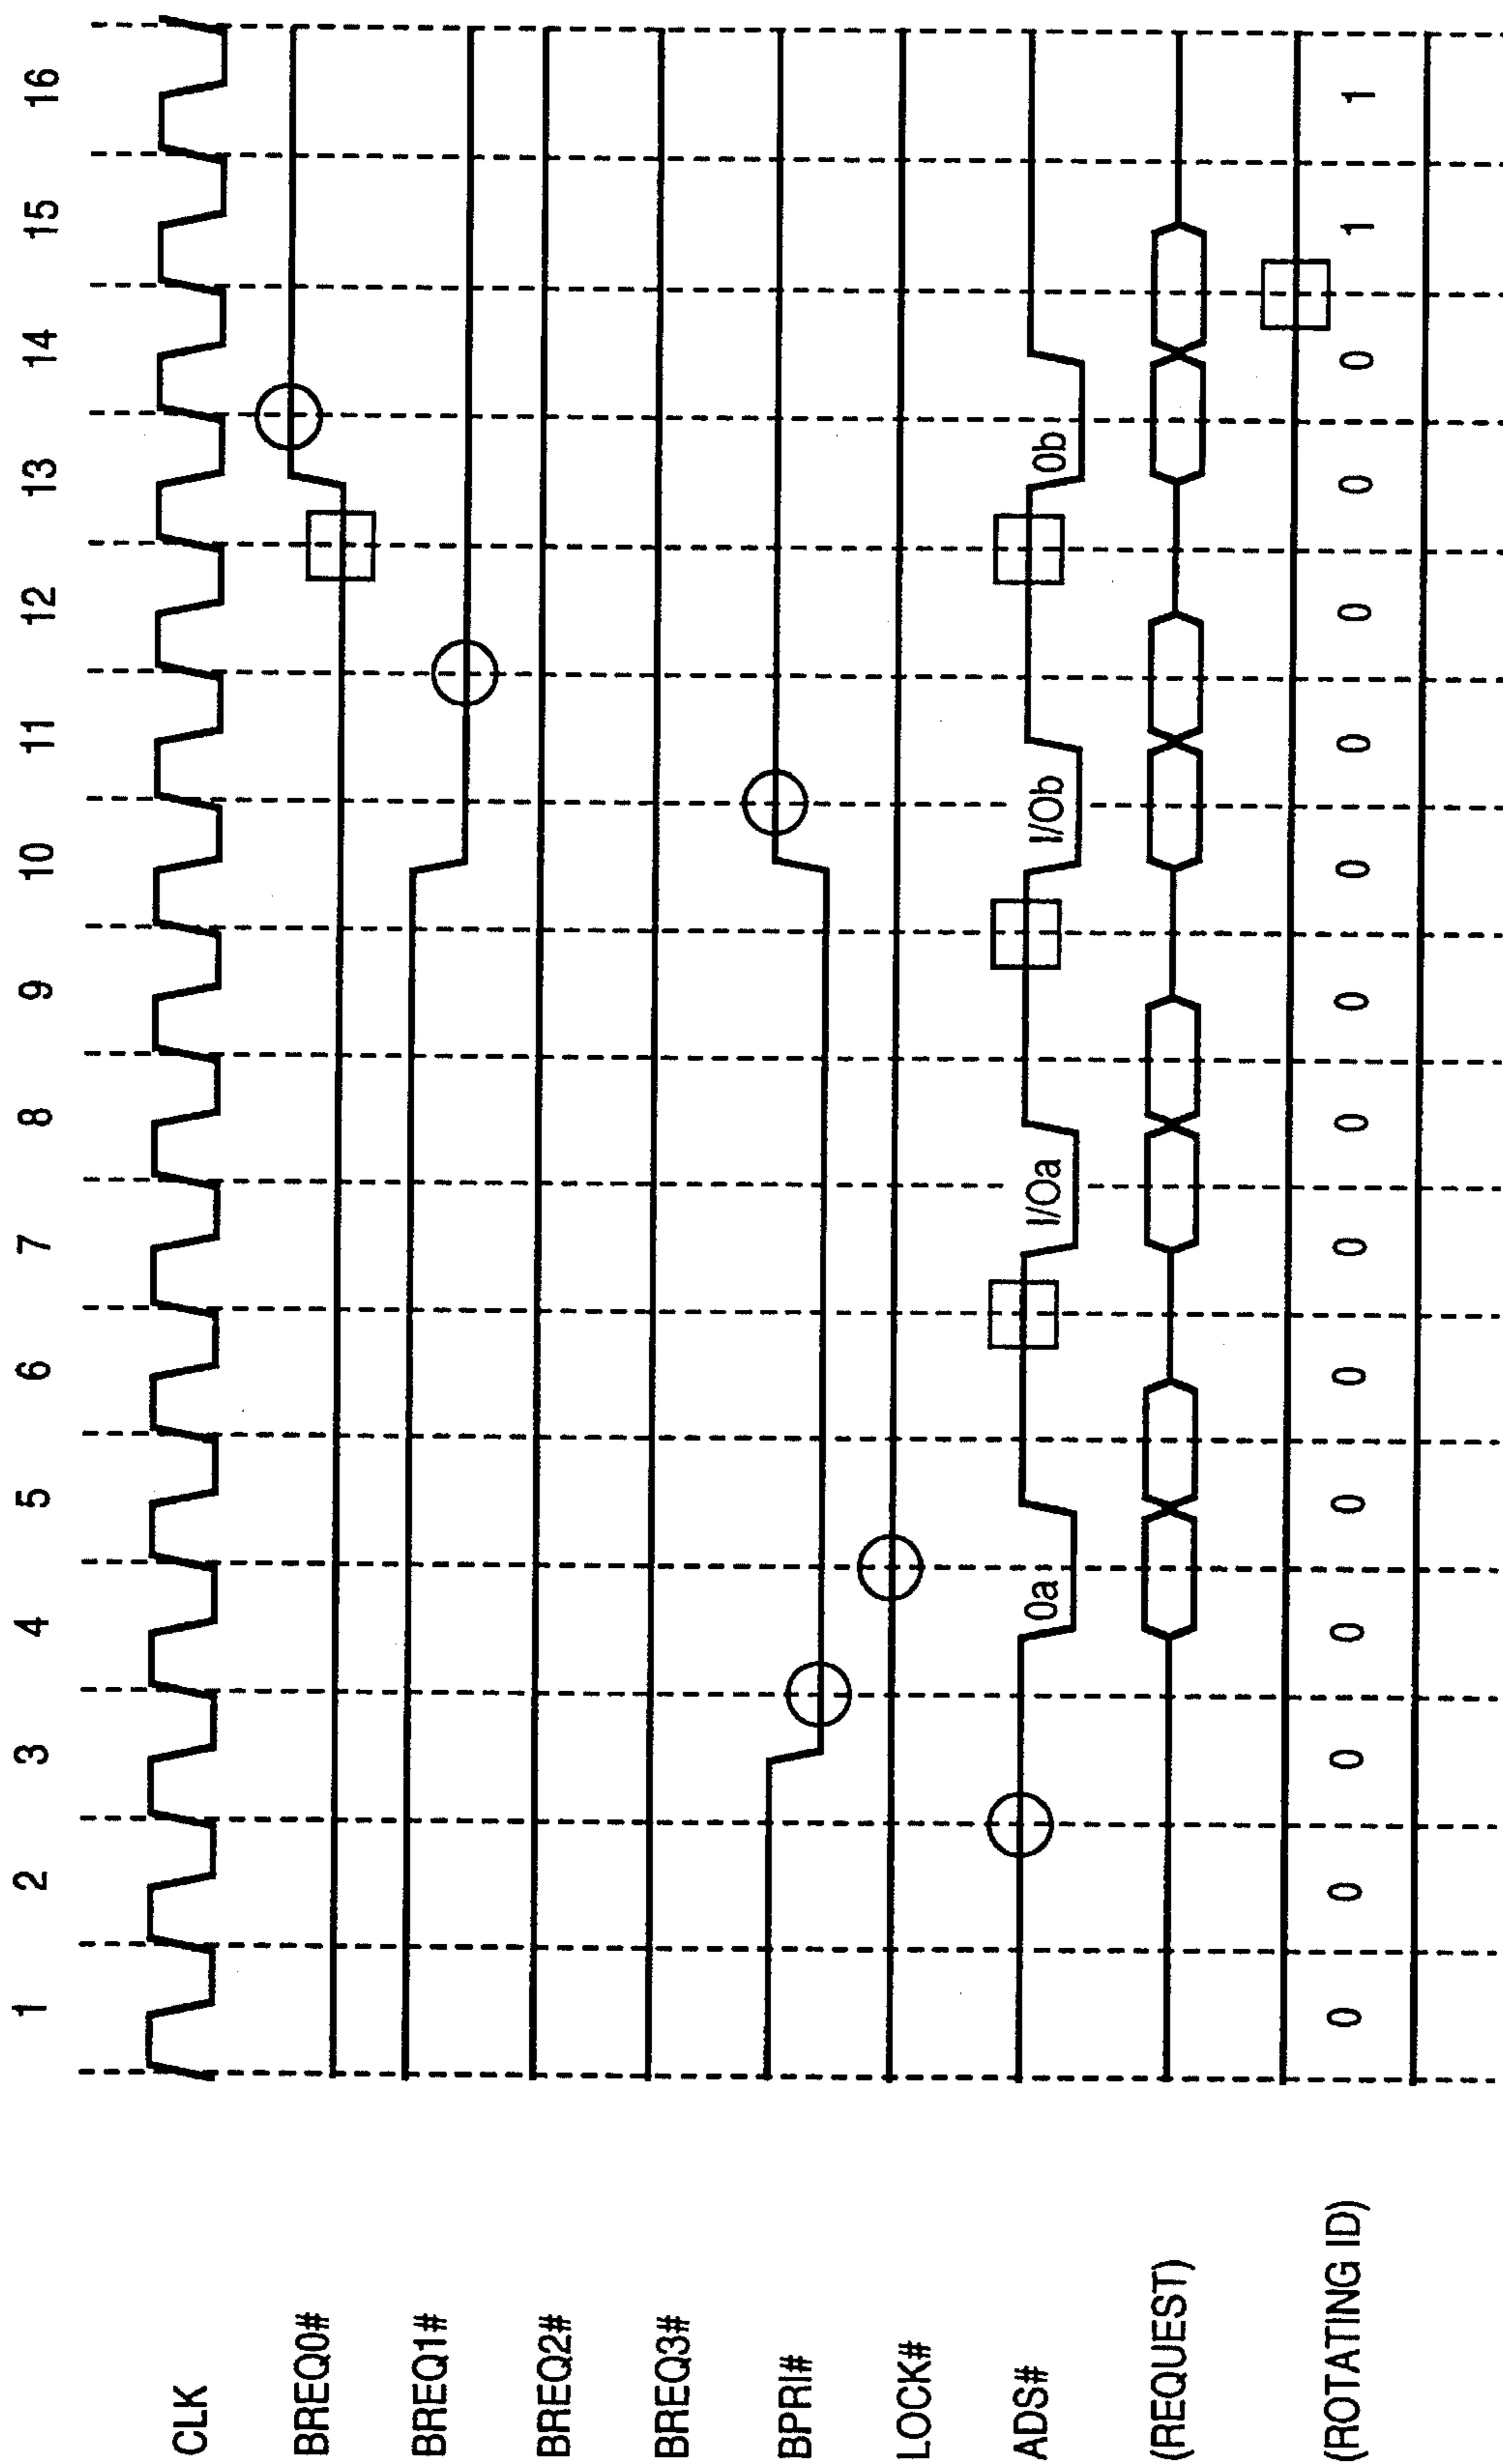 1 2 3 4 5 6 7 8 9 10 11 12 13 14 15 16
CLK
BREQ0#
BREQ1#
BREQ2#
BREQ3#
BPRI#
LOCK#
ADS# 0a I/Oa I/Ob 0b
(REQUEST)
(ROTATING ID) 0 0 0 0 0 0 0 0 0 0 0 0 0 0 1 1